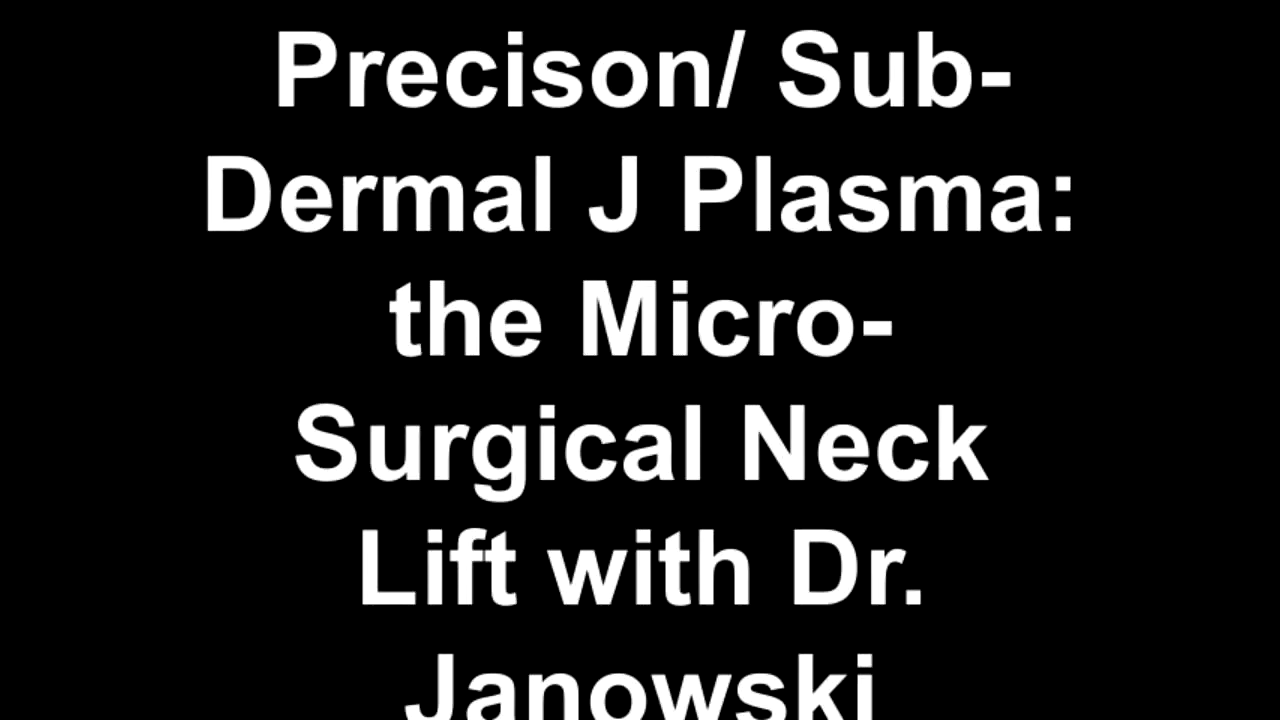 Precison/ Sub-
Dermal J Plasma:
the Micro-
Surgical Neck
Lift with Dr.
Janowski